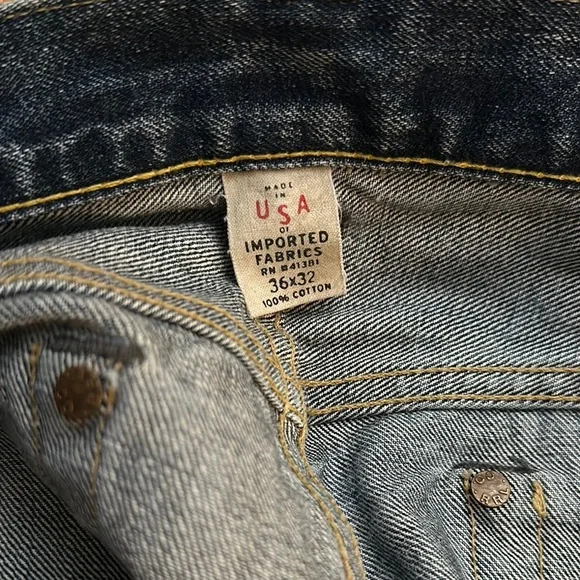 MADE
IN
USA
OF
IMPORTED
FABRICS
RN #41381
36x32
100% COTTON